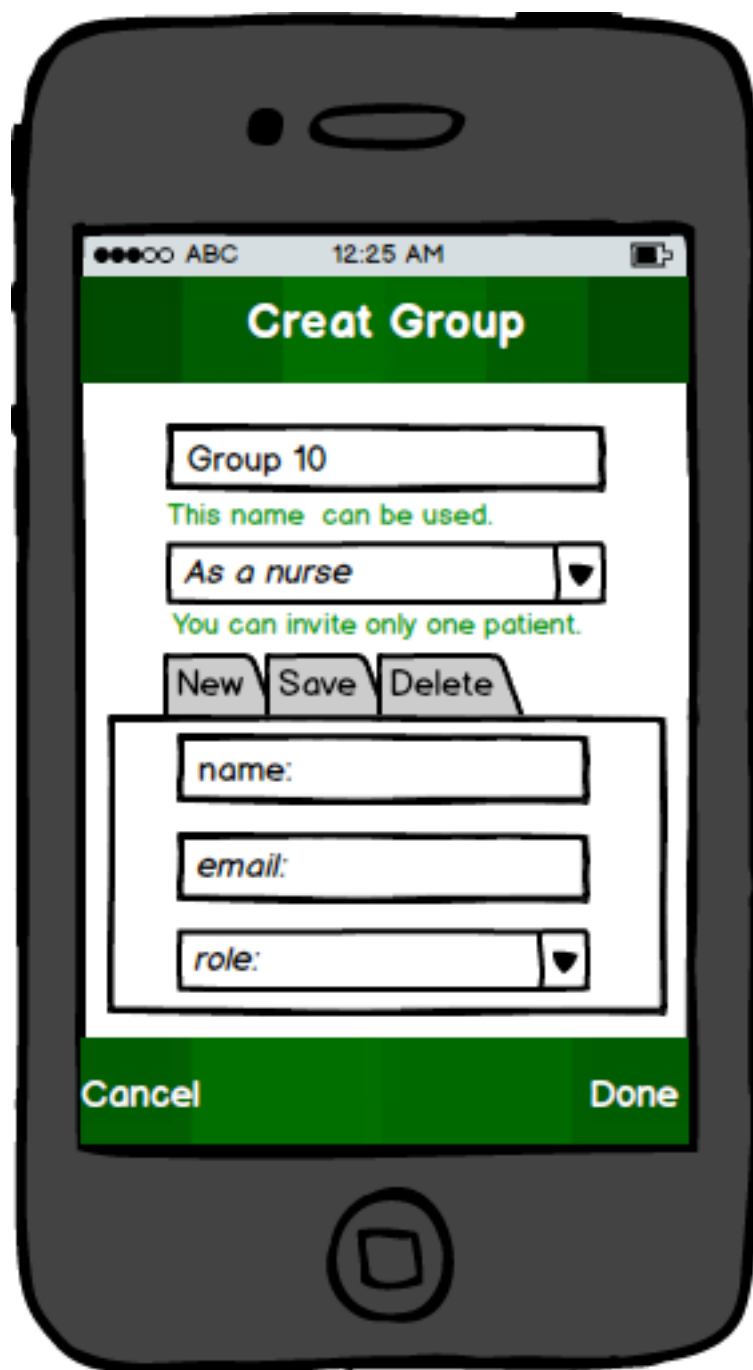 ABC 12:25 AM
Creat Group
Group 10
This name can be used.
As a nurse
You can invite only one patient.
New Save Delete
name:
email:
role:
Cancel Done